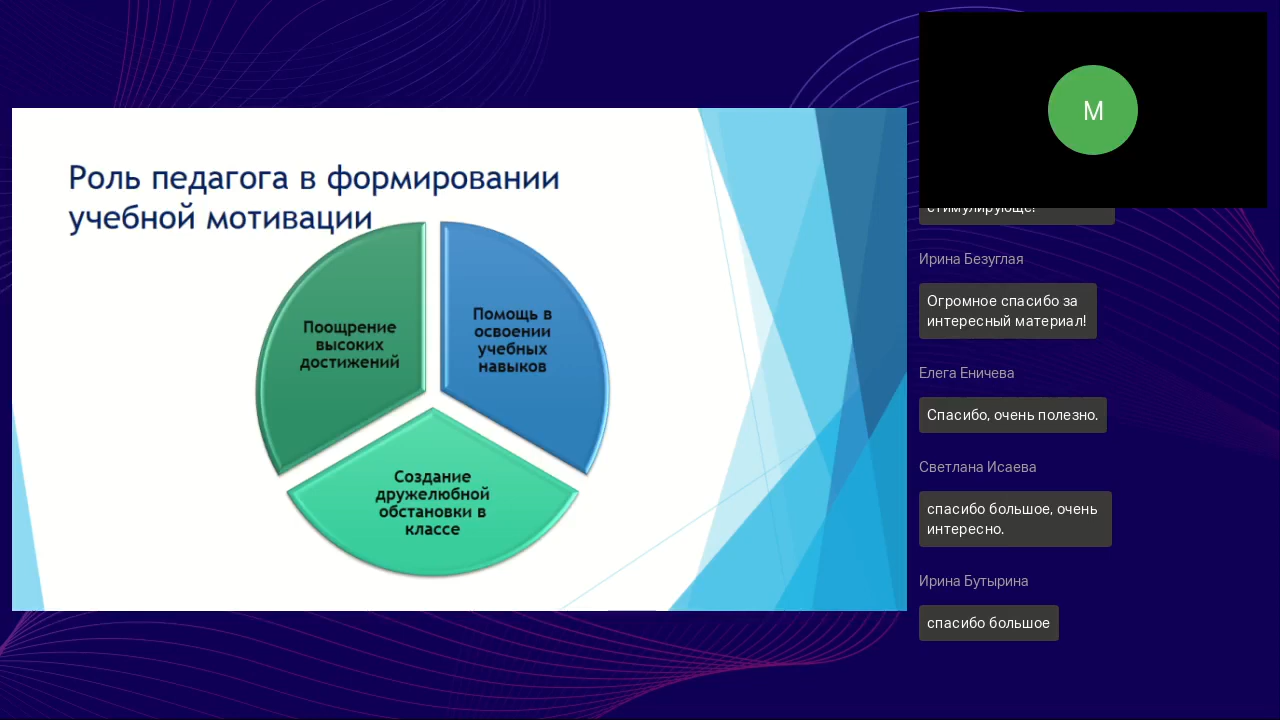 Роль педагога в формировании
учебной мотивации
Поощрение
высоких
достижений
Помощь в
освоении
учебных
навыков
Создание
дружелюбной
обстановки в
классе
М
стимулирующе!
Ирина Безуглая
Огромное спасибо за
интересный материал!
Елега Еничева
Спасибо, очень полезно.
Светлана Исаева
спасибо большое, очень
интересно.
Ирина Бутырина
спасибо большое